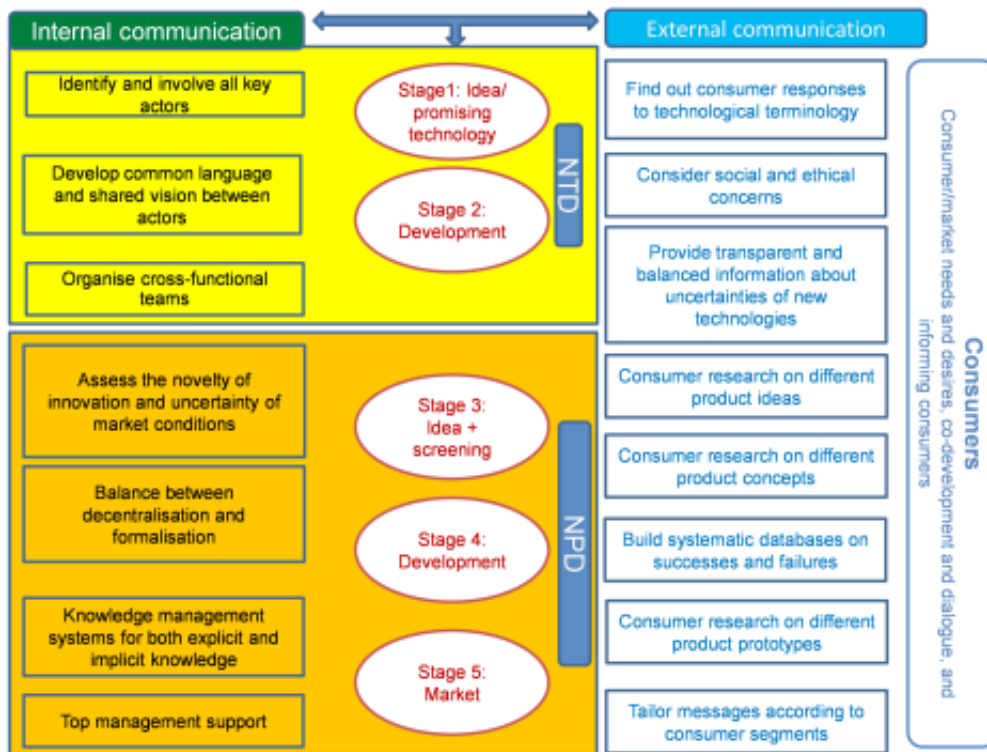 Internal communication
External communication
Identify and involve all key
actors
Develop common language
and shared vision between
actors
Organise cross-functional
teams
Stage1: Idea/
promising
technology
Stage 2:
Development
NTD
Find out consumer responses
to technological terminology
Consider social and ethical
concerns
Provide transparent and
balanced information about
uncertainties of new
technologies
Assess the novelty of
innovation and uncertainty of
market conditions
Balance between
decentralisation and
formalisation
Knowledge management
systems for both explicit and
implicit knowledge
Top management support
Stage 3:
Idea +
screening
Stage 4:
Development
Stage 5:
Market
NPD
Consumer research on different
product ideas
Consumer research on different
product concepts
Build systematic databases on
successes and failures
Consumer research on different
product prototypes
Tailor messages according to
consumer segments
Consumers
Consumer/market needs and desires, co-development and dialogue, and
informing consumers